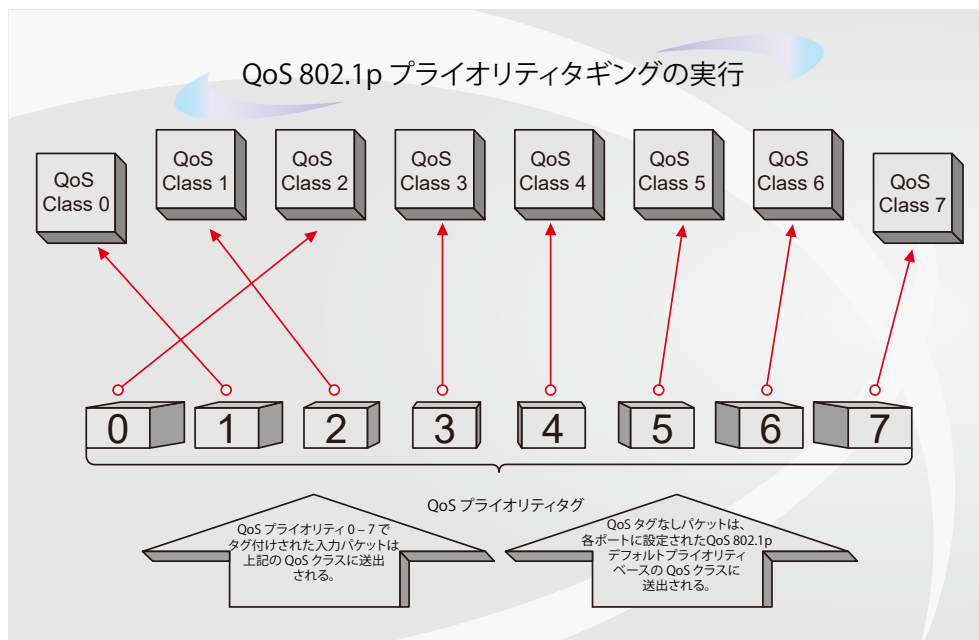 QoS 802.1p プライオリティタギングの実行
QoS
Class 0
QoS
Class 1
QoS
Class 2
QoS
Class 3
QoS
Class 4
QoS
Class 5
QoS
Class 6
QoS
Class 7
0
1
2
3
4
5
6
7
QoS プライオリティタグ
QoS プライオリティ 0 – 7 で
タグ付けされた入力パケットは
上記の QoS クラスに送出
される。
QoS タグなしパケットは、
各ポートに設定されたQoS 802.1p
デフォルトプライオリティ
ベースの QoS クラスに
送出される。